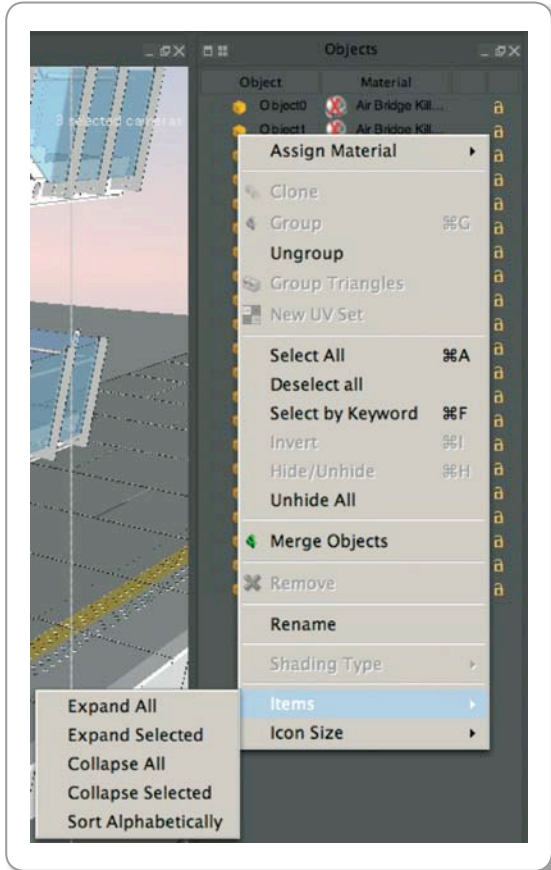 Objects
Object Material
3 selected cameras
Object0 Air Bridge Kill...
Object1 Air Bridge Kill...
Assign Material
Clone
Group ⌘G
Ungroup
Group Triangles
New UV Set
Select All ⌘A
Deselect all
Select by Keyword ⌘F
Invert ⌘I
Hide/Unhide ⌘H
Unhide All
Merge Objects
Remove
Rename
Shading Type
Items
Icon Size
Expand All
Expand Selected
Collapse All
Collapse Selected
Sort Alphabetically